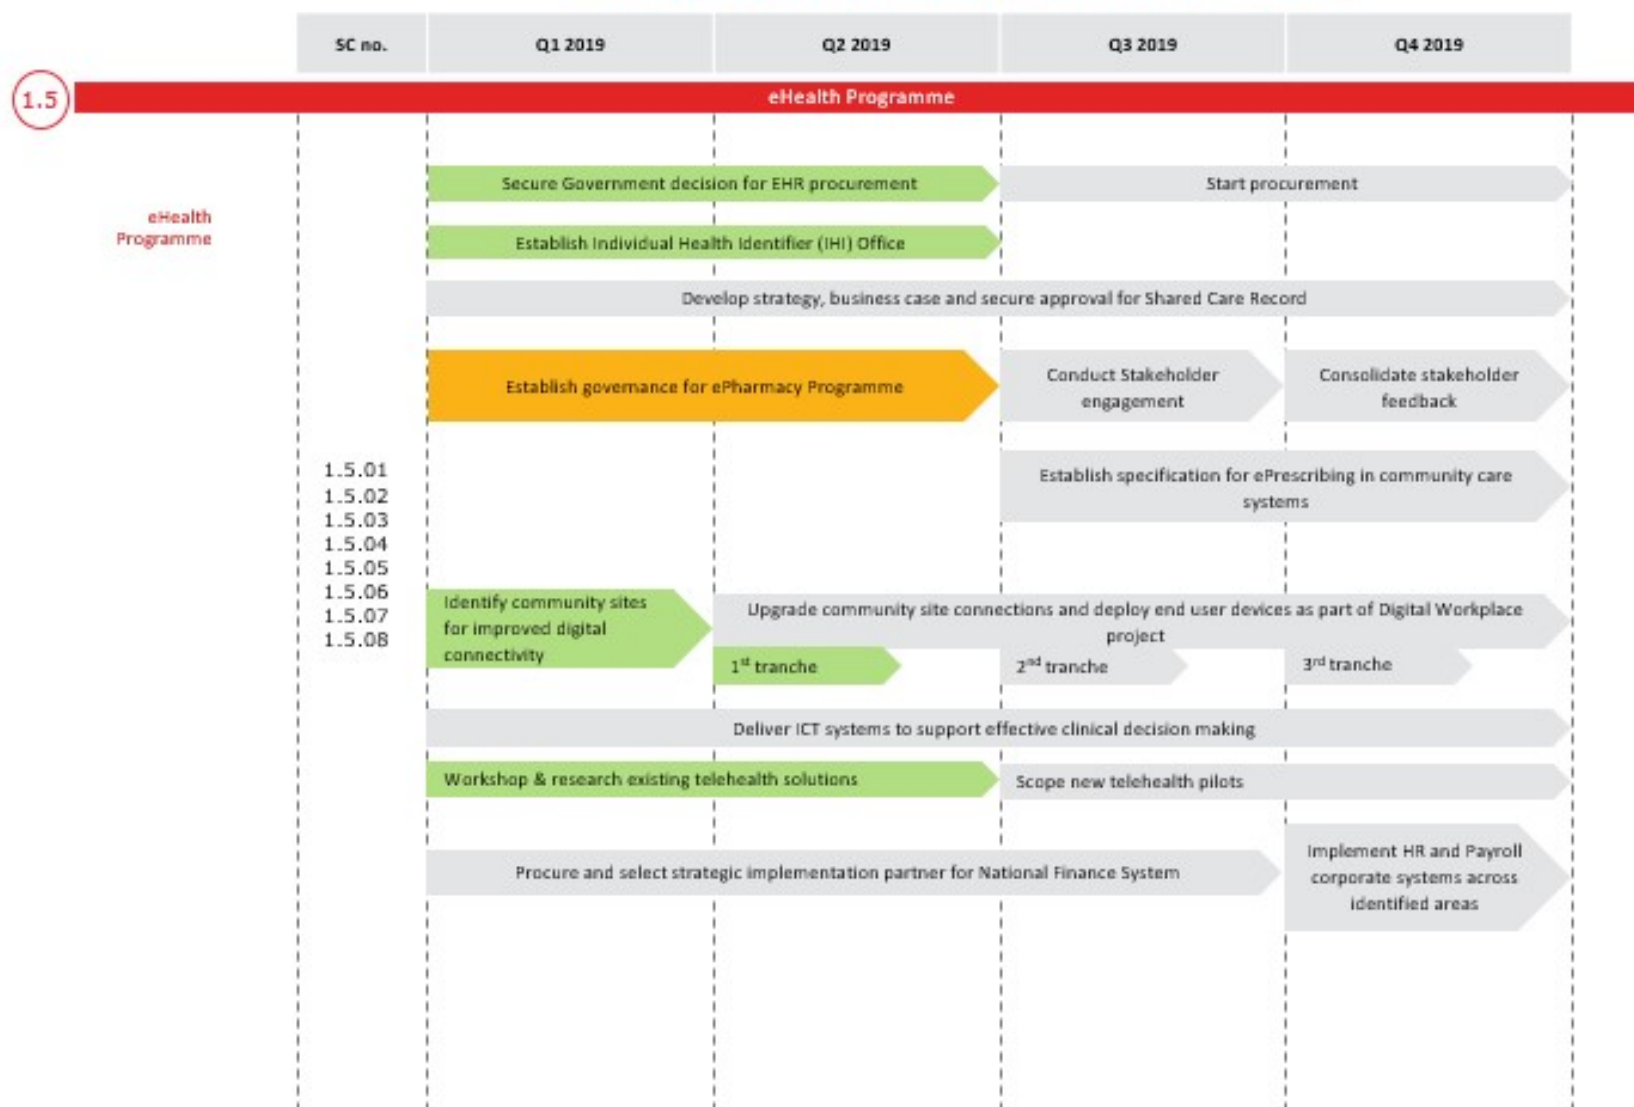 SC no. Q1 2019 Q2 2019 Q3 2019 Q4 2019
1.5 eHealth Programme
eHealth
Programme
Secure Government decision for EHR procurement
Start procurement
Establish Individual Health Identifier (IHI) Office
Develop strategy, business case and secure approval for Shared Care Record
Establish governance for ePharmacy Programme
Conduct Stakeholder
engagement
Consolidate stakeholder
feedback
Establish specification for ePrescribing in community care
systems
1.5.01
1.5.02
1.5.03
1.5.04
1.5.05
1.5.06
1.5.07
1.5.08
Identify community sites
for improved digital
connectivity
Upgrade community site connections and deploy end user devices as part of Digital Workplace
project
1st tranche
2nd tranche
3rd tranche
Deliver ICT systems to support effective clinical decision making
Workshop & research existing telehealth solutions
Scope new telehealth pilots
Procure and select strategic implementation partner for National Finance System
Implement HR and Payroll
corporate systems across
identified areas